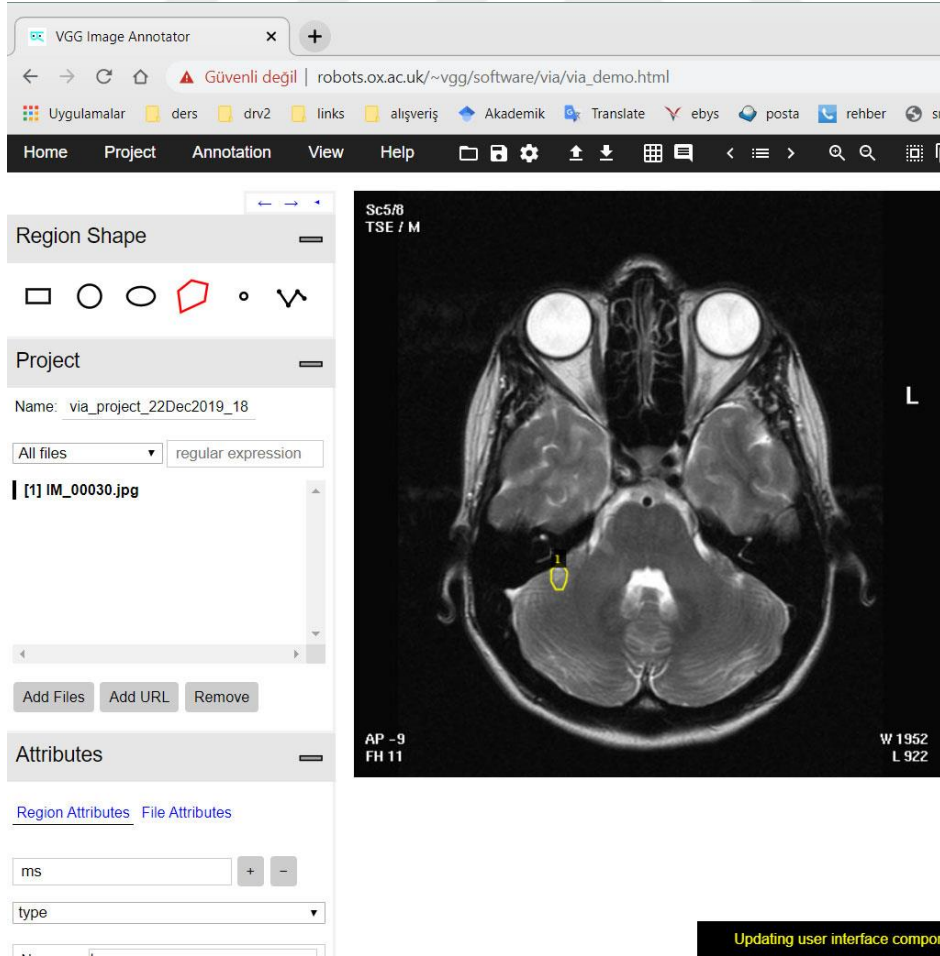 VGG Image Annotator
Güvenli değil | robots.ox.ac.uk/~vgg/software/via/via_demo.html
Uygulamalar ders drv2 links alışveriş Akademik Translate ebys posta rehber
Home Project Annotation View Help
Region Shape
Project
Name: via_project_22Dec2019_18
All files regular expression
[1] IM_00030.jpg
Add Files Add URL Remove
Attributes
Region Attributes File Attributes
ms + -
type
Sc5/8
TSE / M
L
1
AP -9
FH 11
W 1952
L 922
Updating user interface compor